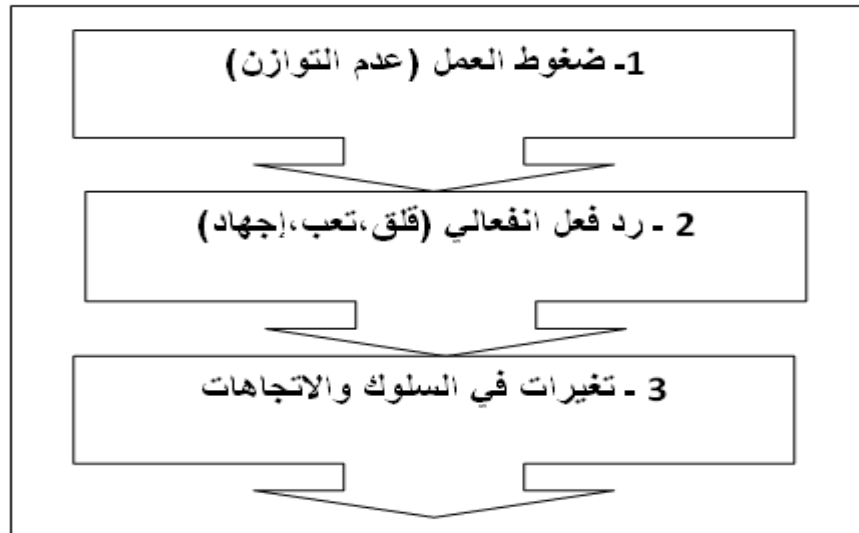 1- ضغوط العمل (عدم التوازن)
2 - رد فعل انفعالي (قلق،تعب،إجهاد)
3 - تغيرات في السلوك والاتجاهات